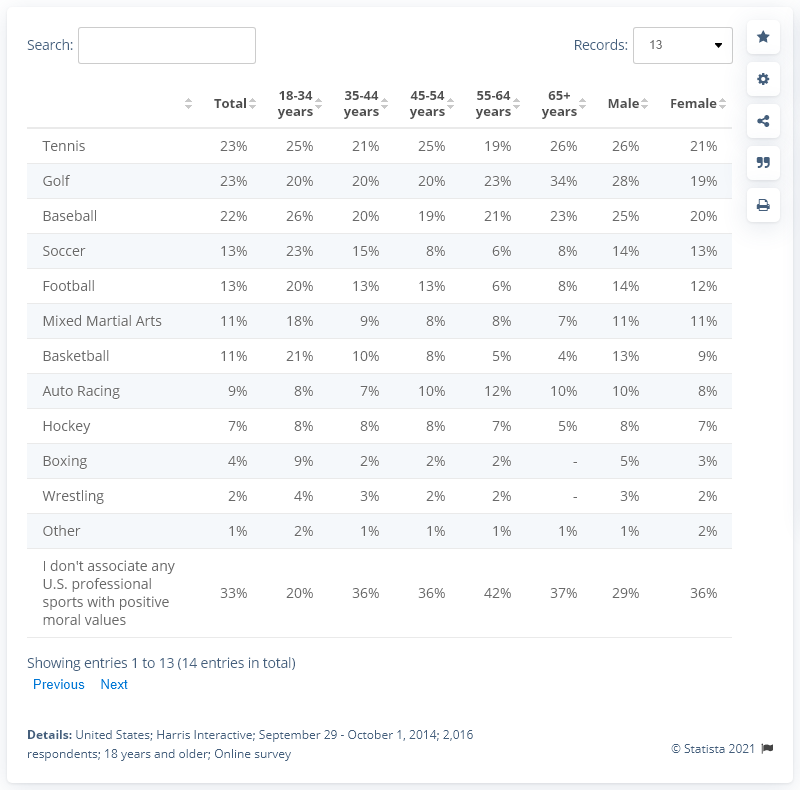 Search:
Records: 13
Total 18-34 years 35-44 years 45-54 years 55-64 years 65+ years Male Female
Tennis 23% 25% 21% 25% 19% 26% 26% 21%
Golf 23% 20% 20% 20% 23% 34% 28% 19%
Baseball 22% 26% 20% 19% 21% 23% 25% 20%
Soccer 13% 23% 15% 8% 6% 8% 14% 13%
Football 13% 20% 13% 13% 6% 8% 14% 12%
Mixed Martial Arts 11% 18% 9% 8% 8% 7% 11% 11%
Basketball 11% 21% 10% 8% 5% 4% 13% 9%
Auto Racing 9% 8% 7% 10% 12% 10% 10% 8%
Hockey 7% 8% 8% 8% 7% 5% 8% 7%
Boxing 4% 9% 2% 2% 2% - 5% 3%
Wrestling 2% 4% 3% 2% 2% - 3% 2%
Other 1% 2% 1% 1% 1% 1% 1% 2%
I don't associate any
U.S. professional
sports with positive
moral values
33% 20% 36% 36% 42% 37% 29% 36%
Showing entries 1 to 13 (14 entries in total)
Previous Next
Details: United States; Harris Interactive; September 29 - October 1, 2014; 2,016
respondents; 18 years and older; Online survey
© Statista 2021